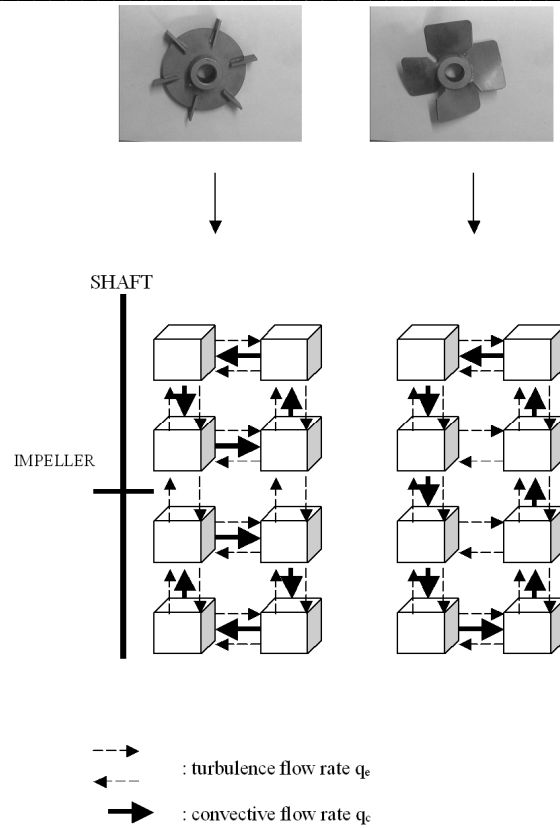 SHAFT
IMPELLER
: turbulence flow rate qe
: convective flow rate qc